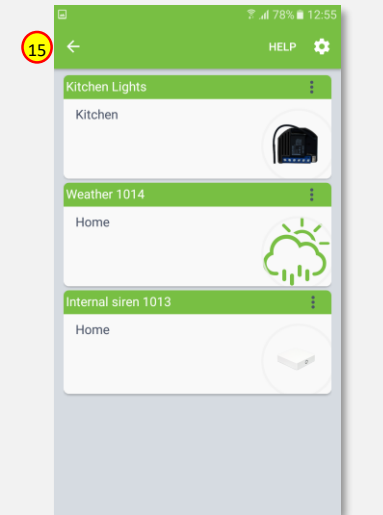 78% 12:55
15
HELP
Kitchen Lights
Kitchen
Weather 1014
Home
Internal siren 1013
Home